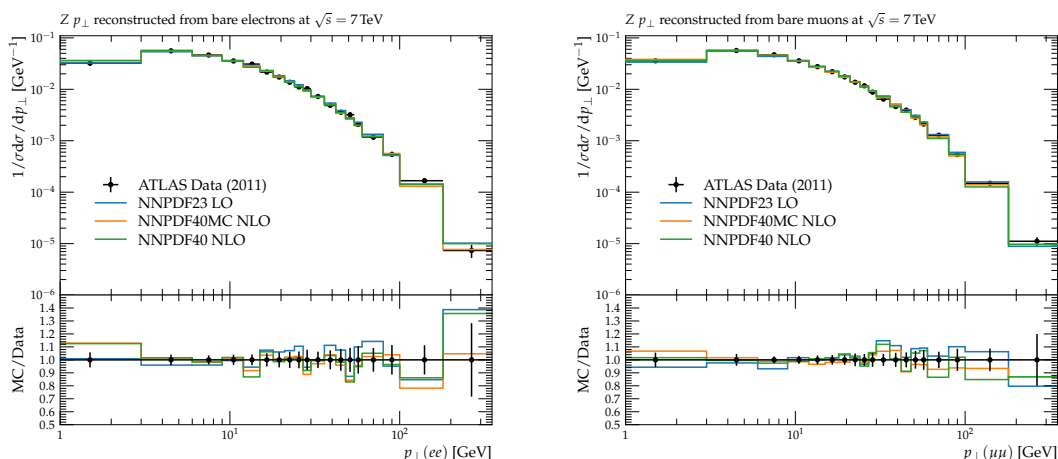 Z p⊥ reconstructed from bare electrons at √s = 7 TeV
1/σdσ/dp⊥ [GeV⁻¹]
10⁻¹
10⁻²
10⁻³
10⁻⁴
10⁻⁵
10⁻⁶
ATLAS Data (2011)
NNPDF23 LO
NNPDF40MC NLO
NNPDF40 NLO
MC/Data
1.4
1.3
1.2
1.1
1.0
0.9
0.8
0.7
0.6
0.5
1 10¹ 10²
p⊥(ee) [GeV]
Z p⊥ reconstructed from bare muons at √s = 7 TeV
1/σdσ/dp⊥ [GeV⁻¹]
10⁻¹
10⁻²
10⁻³
10⁻⁴
10⁻⁵
10⁻⁶
ATLAS Data (2011)
NNPDF23 LO
NNPDF40MC NLO
NNPDF40 NLO
MC/Data
1.4
1.3
1.2
1.1
1.0
0.9
0.8
0.7
0.6
0.5
1 10¹ 10²
p⊥(μμ) [GeV]